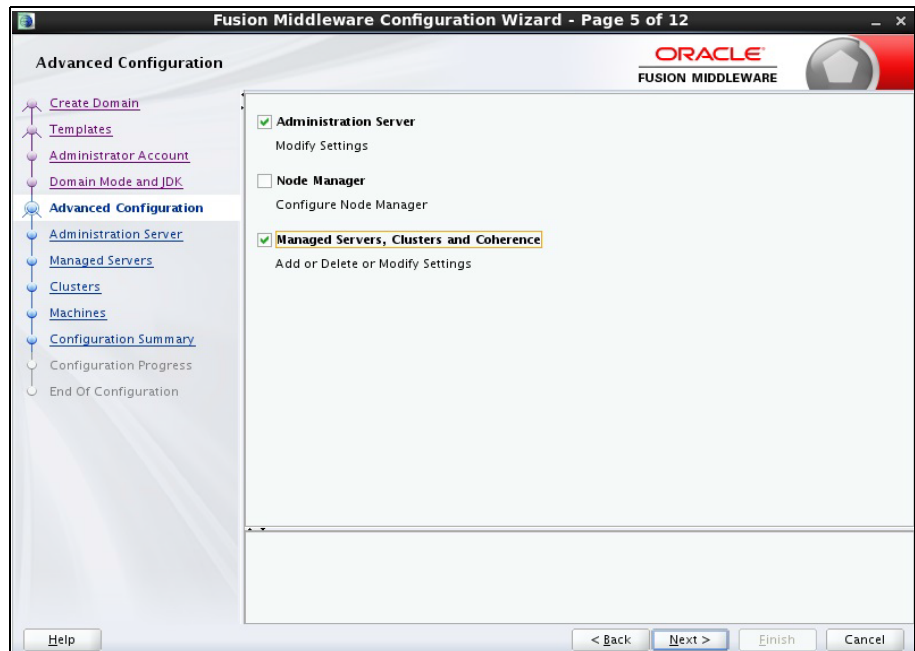 Fusion Middleware Configuration Wizard - Page 5 of 12
Advanced Configuration
ORACLE
FUSION MIDDLEWARE
Create Domain
Templates
Administrator Account
Domain Mode and JDK
Advanced Configuration
Administration Server
Managed Servers
Clusters
Machines
Configuration Summary
Configuration Progress
End Of Configuration
Administration Server
Modify Settings
Node Manager
Configure Node Manager
Managed Servers, Clusters and Coherence
Add or Delete or Modify Settings
Help
< Back
Next >
Finish
Cancel